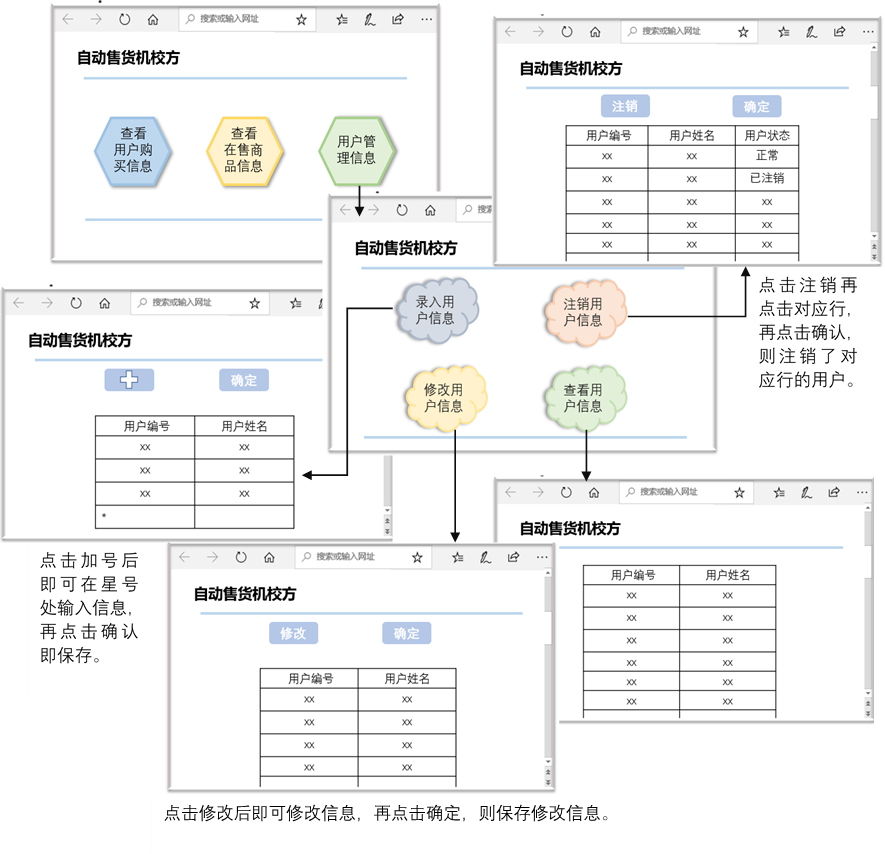 搜索或输入网址
自动售货机校方
查看
用户购
买信息
查看
在售商
品信息
用户管
理信息
搜索或输入网址
自动售货机校方
注销
确定
用户编号 用户姓名 用户状态
xx xx 正常
xx xx 已注销
xx xx xx
xx xx xx
xx xx xx
点击注销再
点击对应行，
再点击确认，
则注销了对
应行的用户。
搜索
自动售货机校方
录入用
户信息
注销用
户信息
修改用
户信息
查看用
户信息
搜索或输入网址
自动售货机校方
确定
用户编号 用户姓名
xx xx
xx xx
xx xx
*
点击加号后
即可在星号
处输入信息，
再点击确认
即保存。
搜索或输入网址
自动售货机校方
修改
确定
用户编号 用户姓名
xx xx
xx xx
xx xx
xx xx
点击修改后即可修改信息，再点击确定，则保存修改信息。
搜索或输入网址
自动售货机校方
用户编号 用户姓名
xx xx
xx xx
xx xx
xx xx
xx xx
xx xx